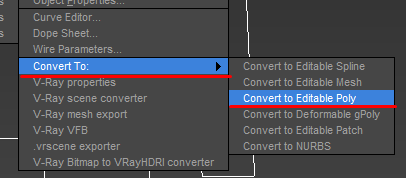 Object Properties...
Curve Editor...
Dope Sheet...
Wire Parameters...
Convert To:
V-Ray properties
V-Ray scene converter
V-Ray mesh export
V-Ray VFB
.vrscene exporter
V-Ray Bitmap to VRayHDRI converter
Convert to Editable Spline
Convert to Editable Mesh
Convert to Editable Poly
Convert to Deformable gPoly
Convert to Editable Patch
Convert to NURBS